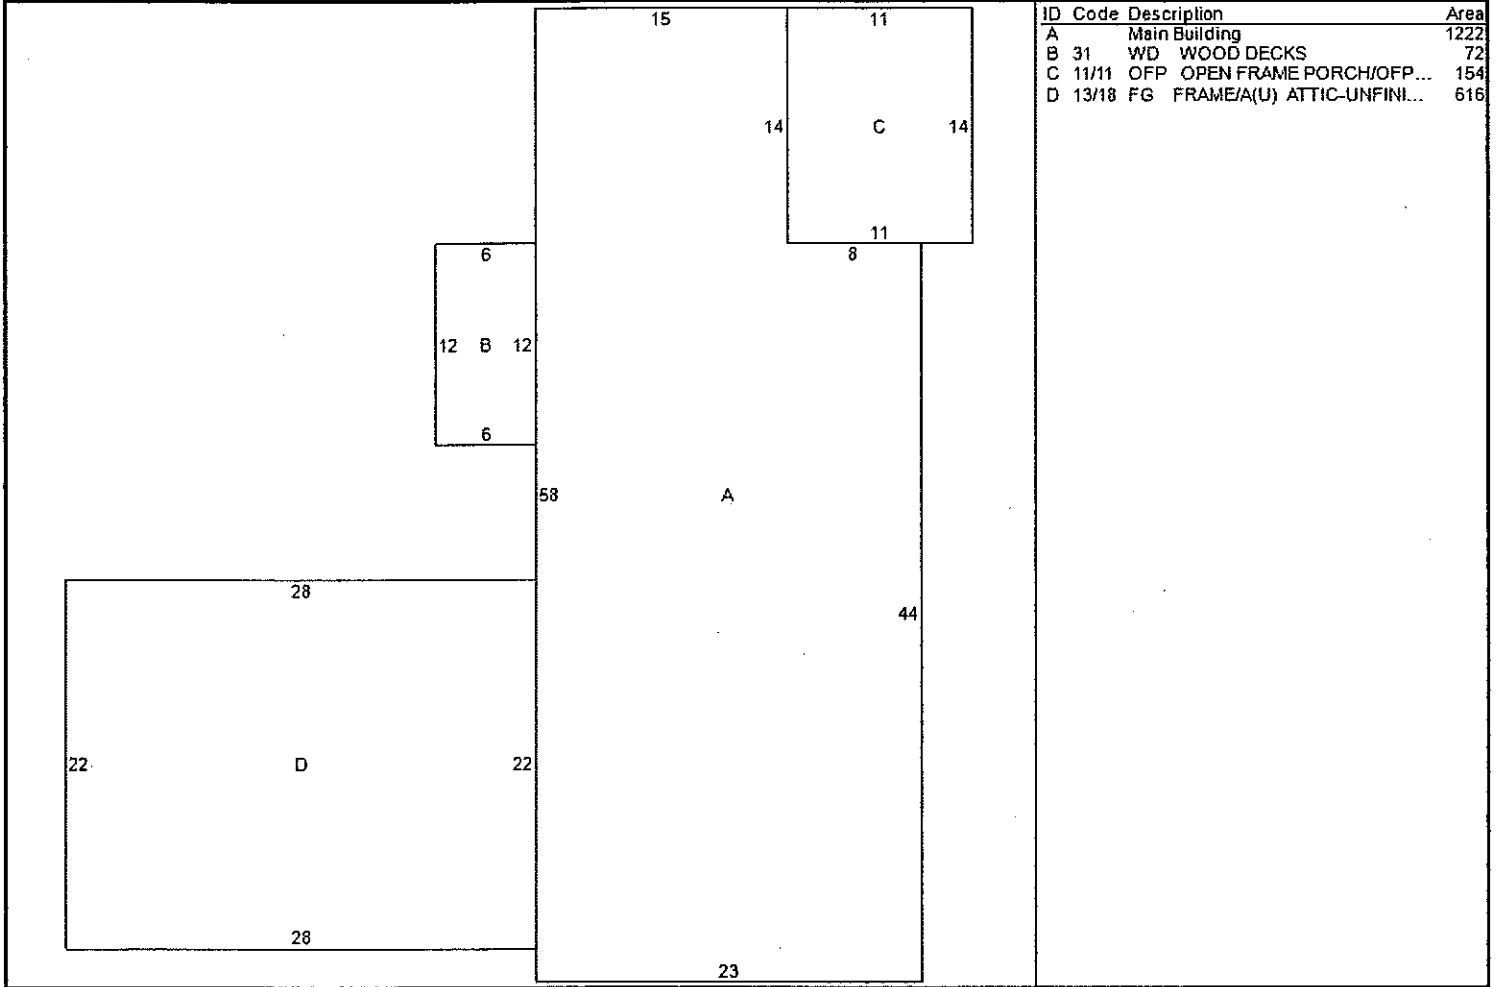 15
11
14
C
14
11
8
6
12 B 12
6
58
A
28
44
22
D
22
28
23
ID Code Description Area
A Main Building 1222
B 31 WD WOOD DECKS 72
C 11/11 OFP OPEN FRAME PORCH/OFP... 154
D 13/18 FG FRAME/A(U) ATTIC-UNFINI... 616